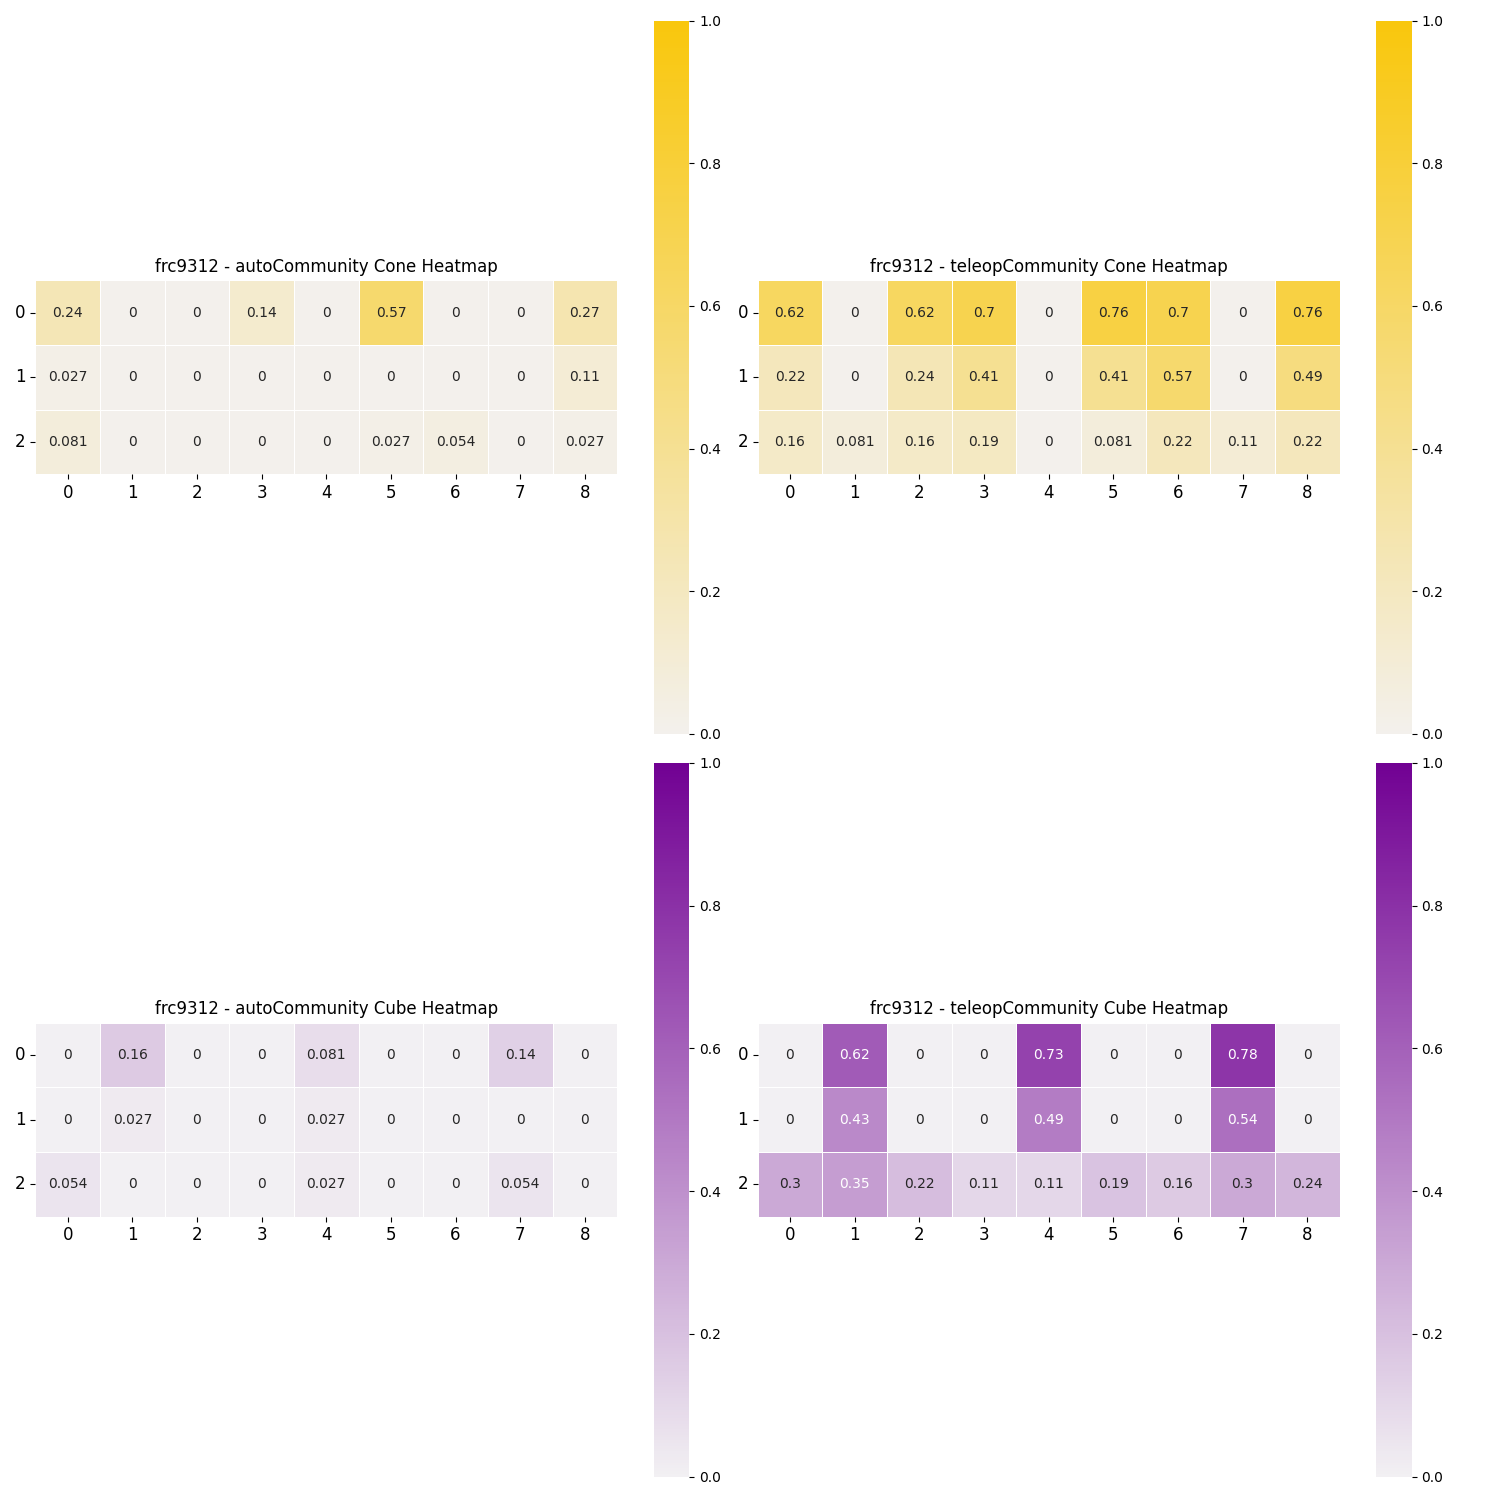 frc9312 - autoCommunity Cone Heatmap
0 0.24 0 0 0.14 0 0.57 0 0 0.27
1 0.027 0 0 0 0 0 0 0 0.11
2 0.081 0 0 0 0 0.027 0.054 0 0.027
0 1 2 3 4 5 6 7 8
1.0
0.8
0.6
0.4
0.2
0.0
frc9312 - teleopCommunity Cone Heatmap
0 0.62 0 0.62 0.7 0 0.76 0.7 0 0.76
1 0.22 0 0.24 0.41 0 0.41 0.57 0 0.49
2 0.16 0.081 0.16 0.19 0 0.081 0.22 0.11 0.22
0 1 2 3 4 5 6 7 8
1.0
0.8
0.6
0.4
0.2
0.0
frc9312 - autoCommunity Cube Heatmap
0 0 0.16 0 0 0.081 0 0 0.14 0
1 0 0.027 0 0 0.027 0 0 0 0
2 0.054 0 0 0 0.027 0 0 0.054 0
0 1 2 3 4 5 6 7 8
1.0
0.8
0.6
0.4
0.2
0.0
frc9312 - teleopCommunity Cube Heatmap
0 0 0.62 0 0 0.73 0 0 0.78 0
1 0 0.43 0 0 0.49 0 0 0.54 0
2 0.3 0.35 0.22 0.11 0.11 0.19 0.16 0.3 0.24
0 1 2 3 4 5 6 7 8
1.0
0.8
0.6
0.4
0.2
0.0